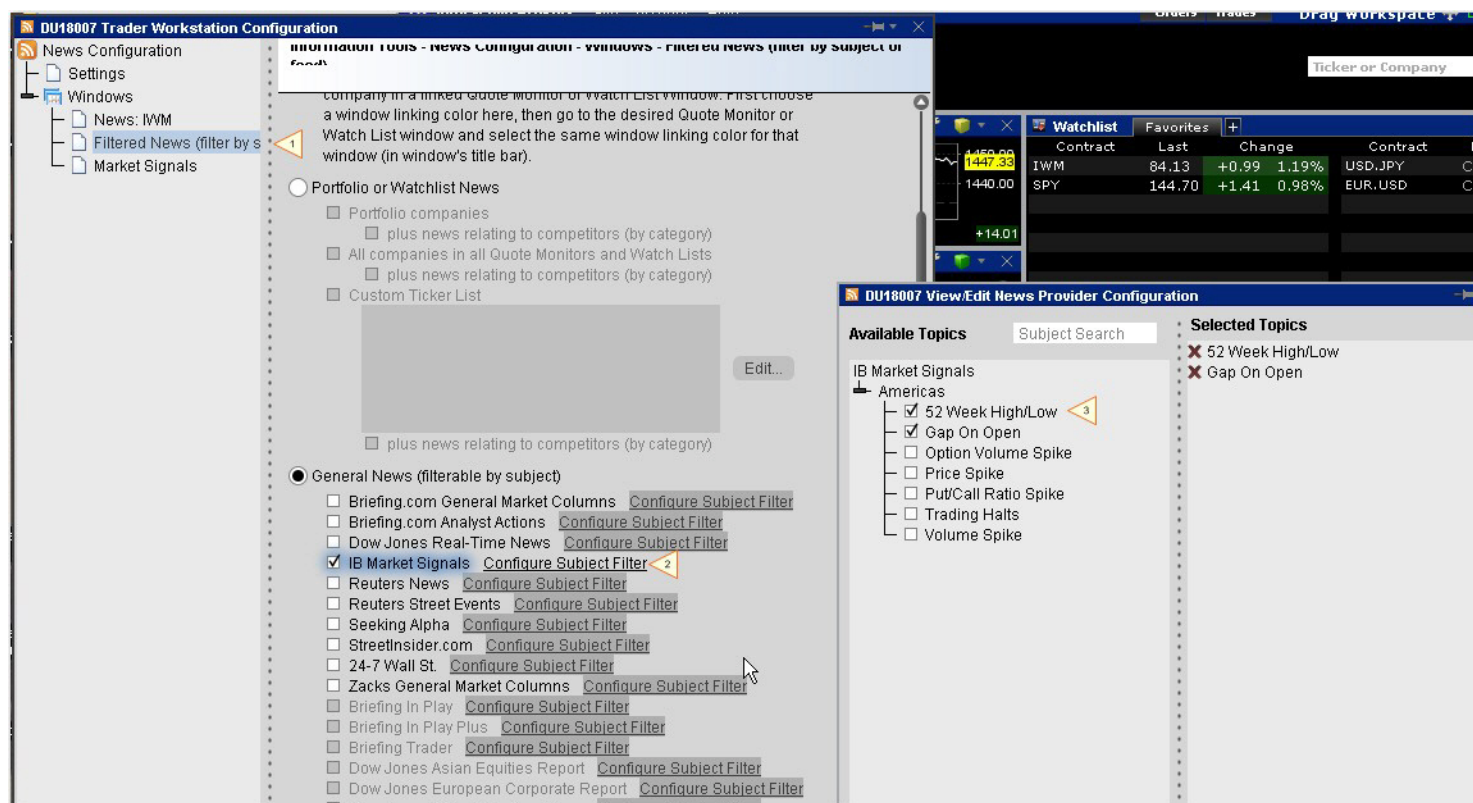 Orders Trades Drag Workspace
DU18007 Trader Workstation Configuration
News Configuration
Settings
Windows
News: IWM
Filtered News (filter by s
1
Market Signals
Information Tools - News Configuration - Windows - Filtered News (filter by subject or
feed)
company in a linked Quote Monitor or Watch List window. First choose
a window linking color here, then go to the desired Quote Monitor or
Watch List window and select the same window linking color for that
window (in window's title bar).
Portfolio or Watchlist News
Portfolio companies
plus news relating to competitors (by category)
All companies in all Quote Monitors and Watch Lists
plus news relating to competitors (by category)
Custom Ticker List
Edit...
plus news relating to competitors (by category)
General News (filterable by subject)
Briefing.com General Market Columns Configure Subject Filter
Briefing.com Analyst Actions Configure Subject Filter
Dow Jones Real-Time News Configure Subject Filter
IB Market Signals Configure Subject Filter 2
Reuters News Configure Subject Filter
Reuters Street Events Configure Subject Filter
Seeking Alpha Configure Subject Filter
StreetInsider.com Configure Subject Filter
24-7 Wall St. Configure Subject Filter
Zacks General Market Columns Configure Subject Filter
Briefing In Play Configure Subject Filter
Briefing In Play Plus Configure Subject Filter
Briefing Trader Configure Subject Filter
Dow Jones Asian Equities Report Configure Subject Filter
Dow Jones European Corporate Report Configure Subject Filter
Ticker or Company
1450.00
1447.33
1440.00
+14.01
Watchlist Favorites +
Contract Last Change Contract
IWM 84.13 +0.99 1.19% USD.JPY C
SPY 144.70 +1.41 0.98% EUR.USD C
DU18007 View/Edit News Provider Configuration
Available Topics Subject Search
IB Market Signals
Americas
52 Week High/Low 3
Gap On Open
Option Volume Spike
Price Spike
Put/Call Ratio Spike
Trading Halts
Volume Spike
Selected Topics
52 Week High/Low
Gap On Open